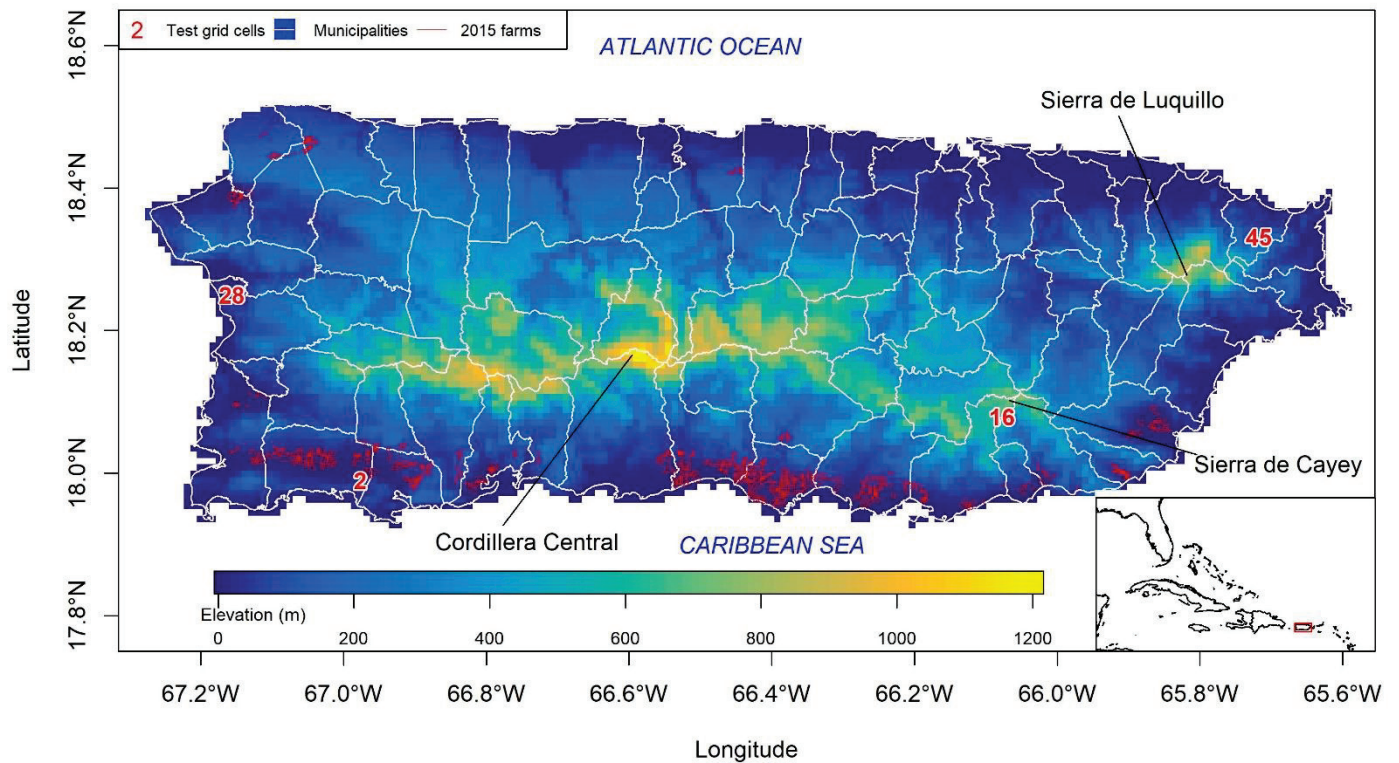 2 Test grid cells Municipalities 2015 farms
ATLANTIC OCEAN
Sierra de Luquillo
18.6°N
18.4°N
18.2°N
18.0°N
17.8°N
Latitude
45
28
16
2
Sierra de Cayey
Cordillera Central
CARIBBEAN SEA
Elevation (m)
0 200 400 600 800 1000 1200
67.2°W 67.0°W 66.8°W 66.6°W 66.4°W 66.2°W 66.0°W 65.8°W 65.6°W
Longitude